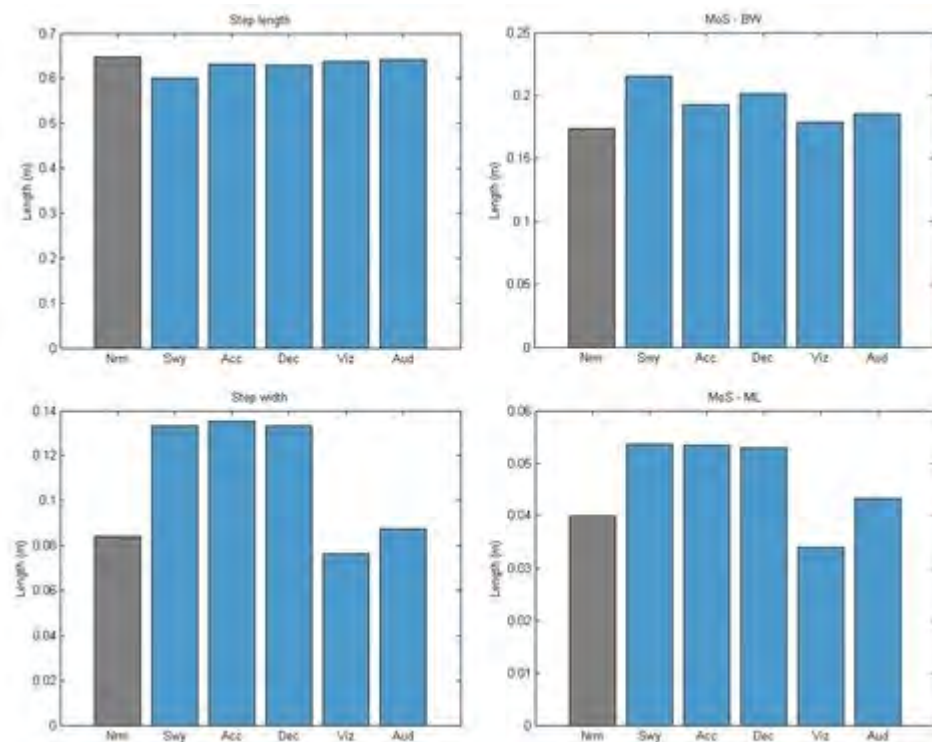 Step length
Length (m)
0.7
0.6
0.5
0.4
0.3
0.2
0.1
0
Nrm Swy Acc Dec Viz Aud
MoS - BW
Length (m)
0.25
0.2
0.15
0.1
0.05
0
Nrm Swy Acc Dec Viz Aud
Step width
Length (m)
0.14
0.12
0.1
0.08
0.06
0.04
0.02
0
Nrm Swy Acc Dec Viz Aud
MoS - ML
Length (m)
0.06
0.05
0.04
0.03
0.02
0.01
0
Nrm Swy Acc Dec Viz Aud